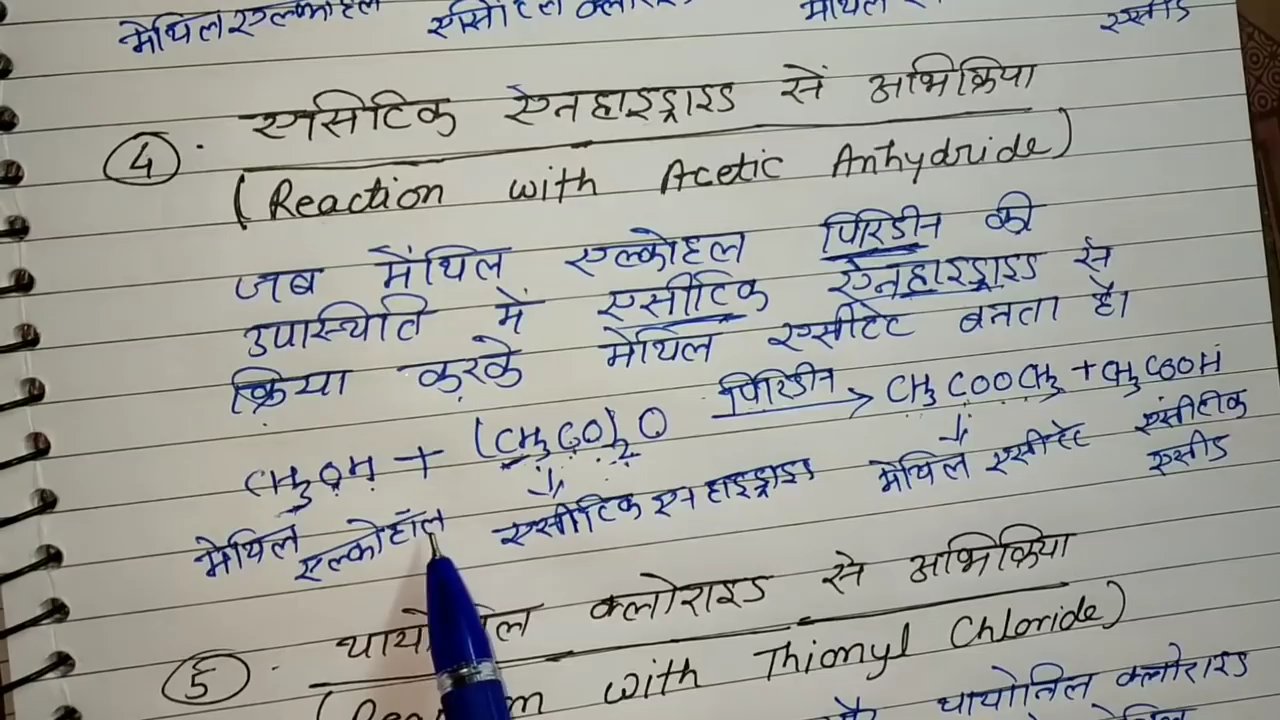 मेथिल एल्कोहल
④. एसिटिक ऐनहाइड्राइड से अभिक्रिया
(Reaction with Acetic Anhydride)
जब मैथिल एल्कोहल पिरिडीन की
उपस्थिति में एसीटिक ऐनहाइड्राइड से
क्रिया करके मेथिल एसीटेट बनता है।
CH3OH + (CH3CO)2O पिरिडीन → CH3COOCH3 + CH3COOH
मेथिल एल्कोहॉल एसीटिक एनहाइड्राइड मेथिल एसीटेट एसीटीक एसीड
⑤. क्लोराइड से अभिक्रिया
with Thionyl Chloride)
थायोनिल क्लोराइड